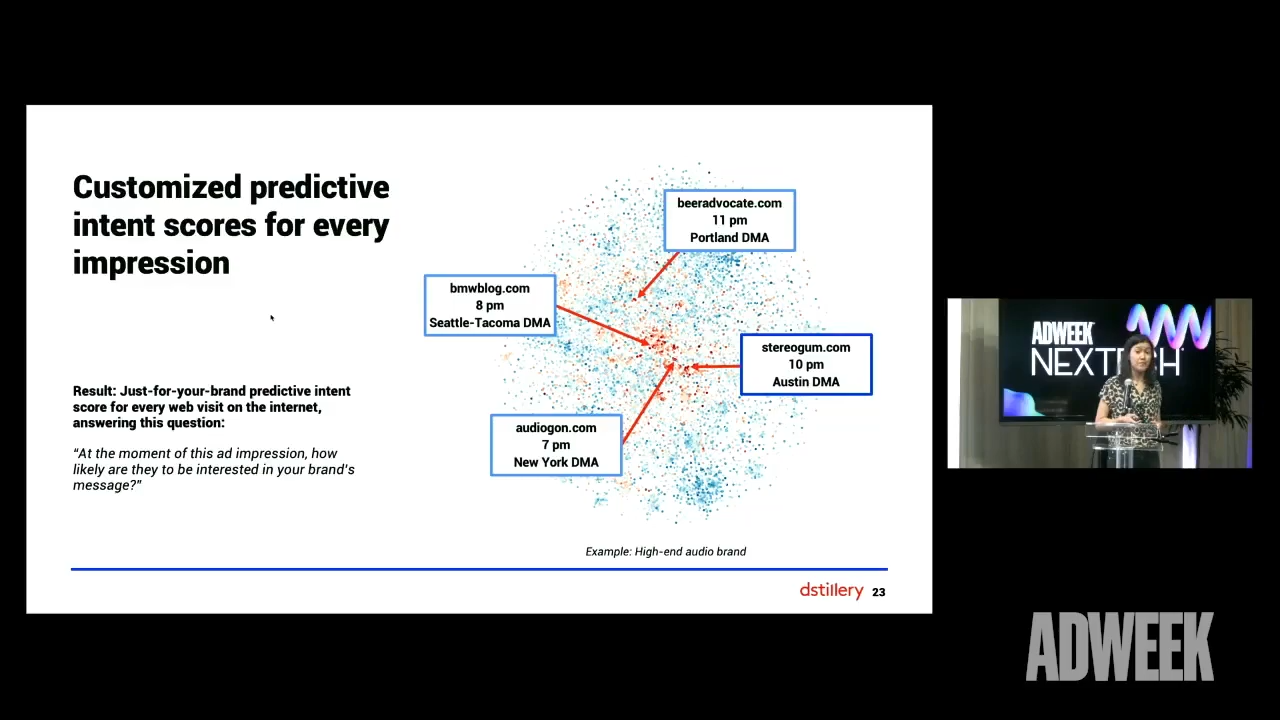 Customized predictive
intent scores for every
impression
Result: Just-for-your-brand predictive intent
score for every web visit on the internet,
answering this question:
"At the moment of this ad impression, how
likely are they to be interested in your brand's
message?"
beeradvocate.com
11 pm
Portland DMA
bmwblog.com
8 pm
Seattle-Tacoma DMA
stereogum.com
10 pm
Austin DMA
audiogon.com
7 pm
New York DMA
Example: High-end audio brand
dstillery 23
ADWEEK
NEXTECH
ADWEEK